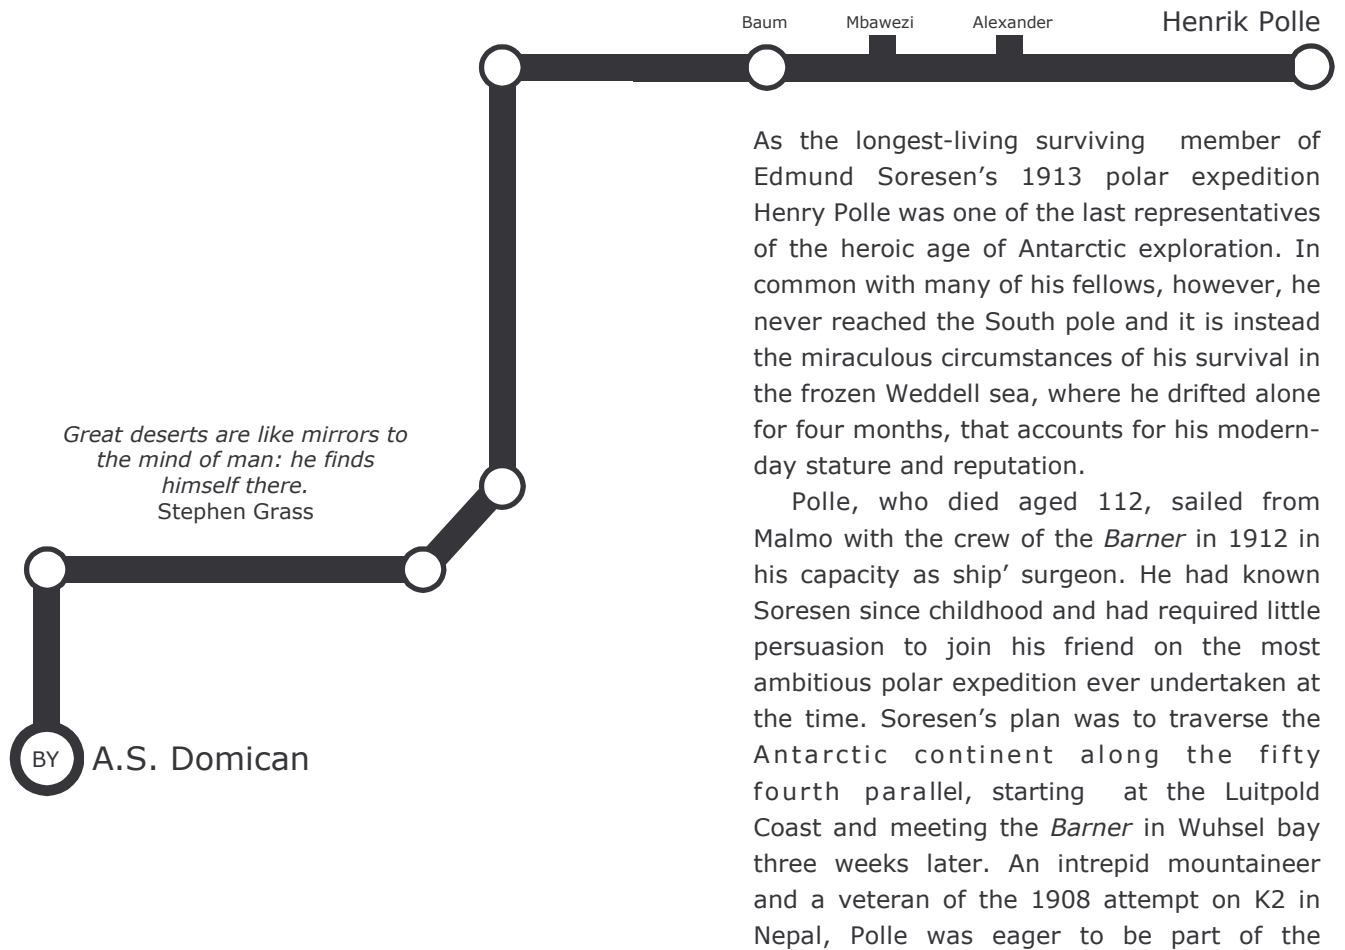 Baum
Mbawezi
Alexander
Henrik Polle
As the longest-living surviving member of
Edmund Soresen’s 1913 polar expedition
Henry Polle was one of the last representatives
of the heroic age of Antarctic exploration. In
common with many of his fellows, however, he
never reached the South pole and it is instead
the miraculous circumstances of his survival in
the frozen Weddell sea, where he drifted alone
for four months, that accounts for his modern-
day stature and reputation.
Polle, who died aged 112, sailed from
Malmo with the crew of the Barner in 1912 in
his capacity as ship’ surgeon. He had known
Soresen since childhood and had required little
persuasion to join his friend on the most
ambitious polar expedition ever undertaken at
the time. Soresen’s plan was to traverse the
Antarctic continent along the fifty
fourth parallel, starting at the Luitpold
Coast and meeting the Barner in Wuhsel bay
three weeks later. An intrepid mountaineer
and a veteran of the 1908 attempt on K2 in
Nepal, Polle was eager to be part of the
Great deserts are like mirrors to
the mind of man: he finds
himself there.
Stephen Grass
BY A.S. Domican